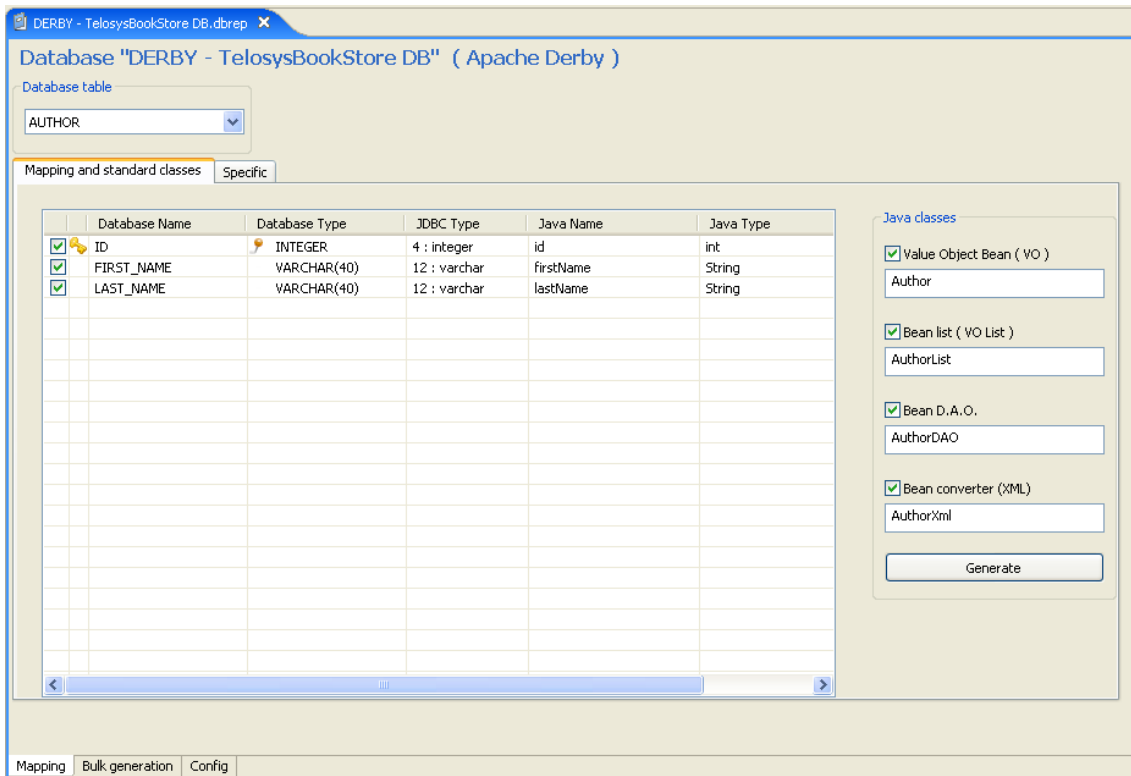 DERBY - TelosysBookStore DB.dbrep
Database "DERBY - TelosysBookStore DB" ( Apache Derby )
Database table
AUTHOR
Mapping and standard classes Specific
Database Name Database Type JDBC Type Java Name Java Type
ID INTEGER 4 : integer id int
FIRST_NAME VARCHAR(40) 12 : varchar firstName String
LAST_NAME VARCHAR(40) 12 : varchar lastName String
Java classes
Value Object Bean ( VO )
Author
Bean list ( VO List )
AuthorList
Bean D.A.O.
AuthorDAO
Bean converter (XML)
AuthorXml
Generate
Mapping Bulk generation Config